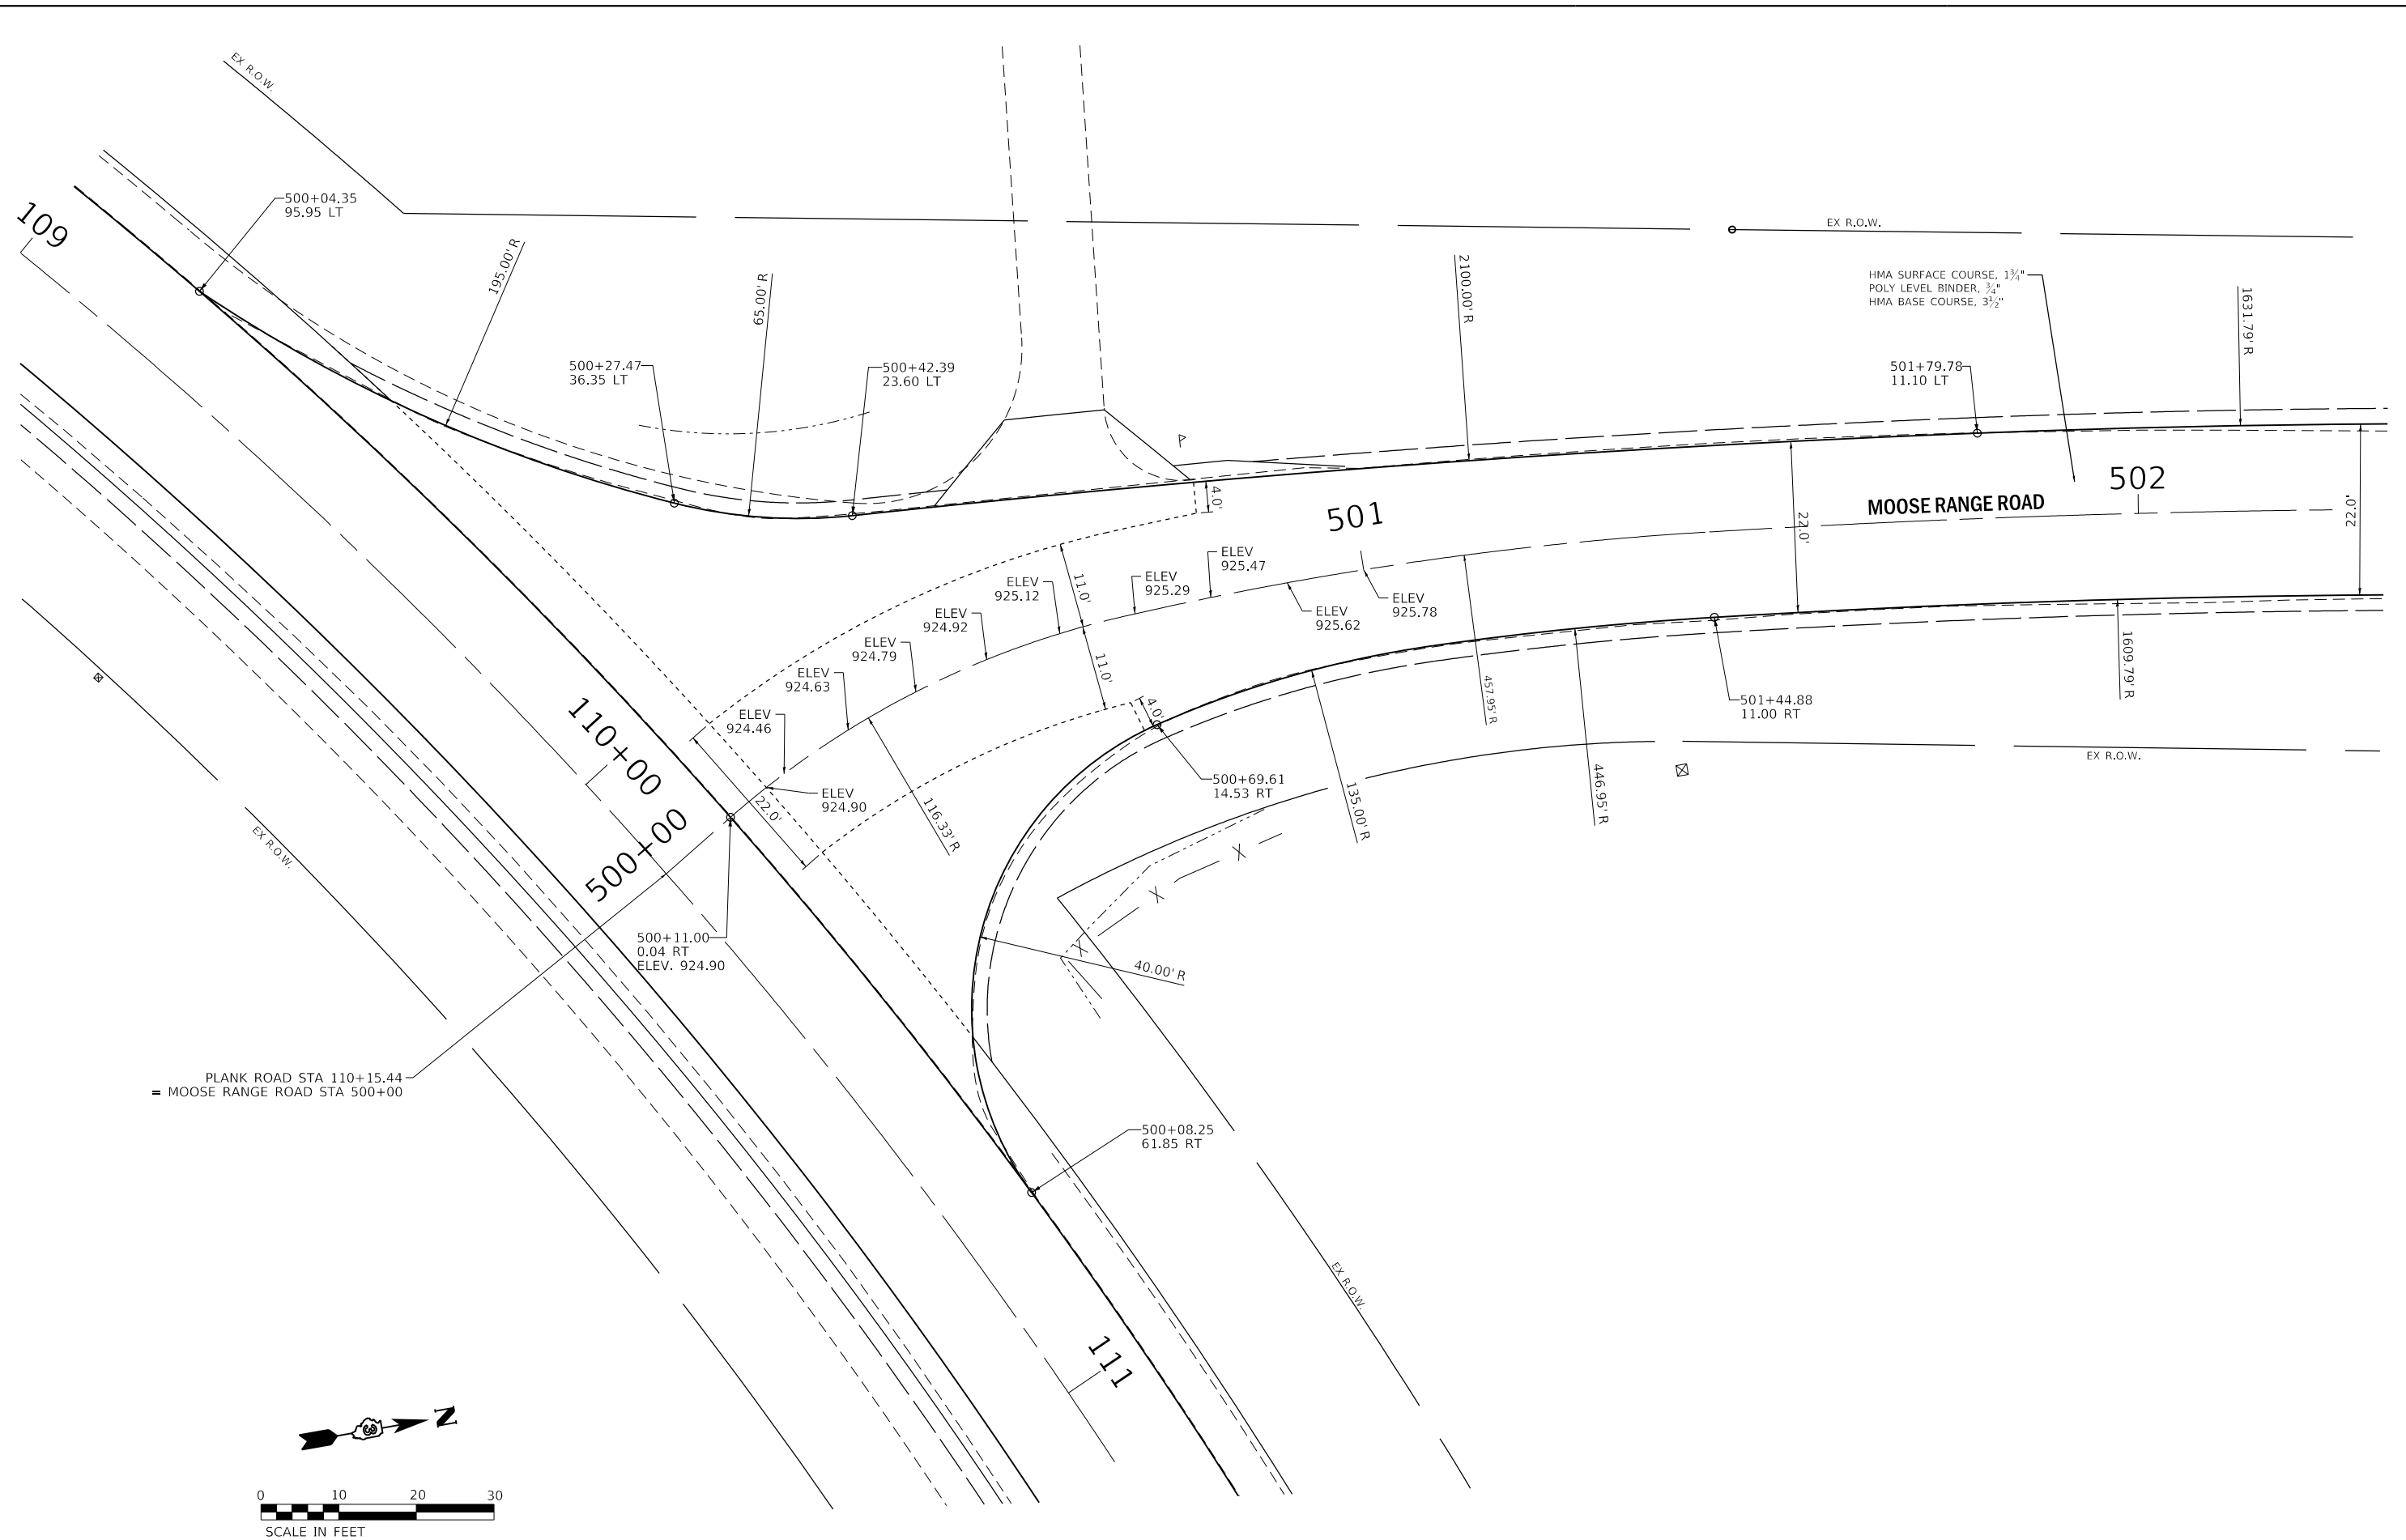 EX R.O.W.
109
500+04.35
95.95 LT
195.00' R
65.00' R
500+27.47
36.35 LT
500+42.39
23.60 LT
4.0'
2100.00' R
EX R.O.W.
HMA SURFACE COURSE, 1¾"
POLY LEVEL BINDER, ¾"
HMA BASE COURSE, 3½"
1631.79' R
501+79.78
11.10 LT
501
MOOSE RANGE ROAD
502
22.0'
22.0'
ELEV
925.47
ELEV
925.29
ELEV
925.12
ELEV
924.92
ELEV
924.79
ELEV
924.63
ELEV
924.46
ELEV
925.62
ELEV
925.78
11.0'
11.0'
4.0'
457.95' R
1609.79' R
501+44.88
11.00 RT
EX R.O.W.
110+00
500+00
22.0'
ELEV
924.90
116.33' R
500+69.61
14.53 RT
135.00' R
446.95' R
EX R.O.W.
500+11.00
0.04 RT
ELEV. 924.90
X
X
X
40.00' R
PLANK ROAD STA 110+15.44
= MOOSE RANGE ROAD STA 500+00
500+08.25
61.85 RT
EX R.O.W.
111
N
0 10 20 30
SCALE IN FEET